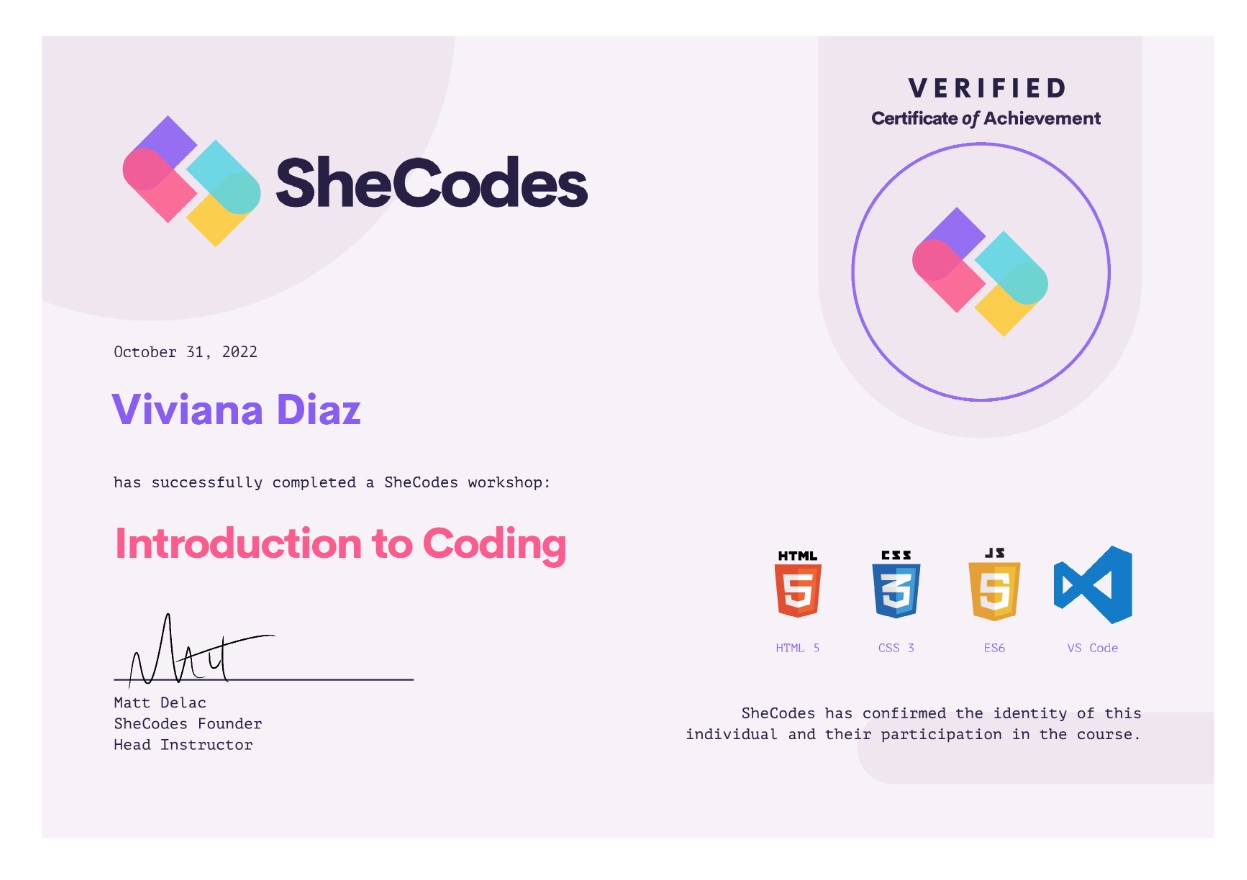 SheCodes
VERIFIED
Certificate of Achievement
October 31, 2022
Viviana Diaz
has successfully completed a SheCodes workshop:
Introduction to Coding
HTML
CSS
JS
5
3
5
HTML 5
CSS 3
ES6
VS Code
Matt Delac
SheCodes Founder
Head Instructor
SheCodes has confirmed the identity of this
individual and their participation in the course.